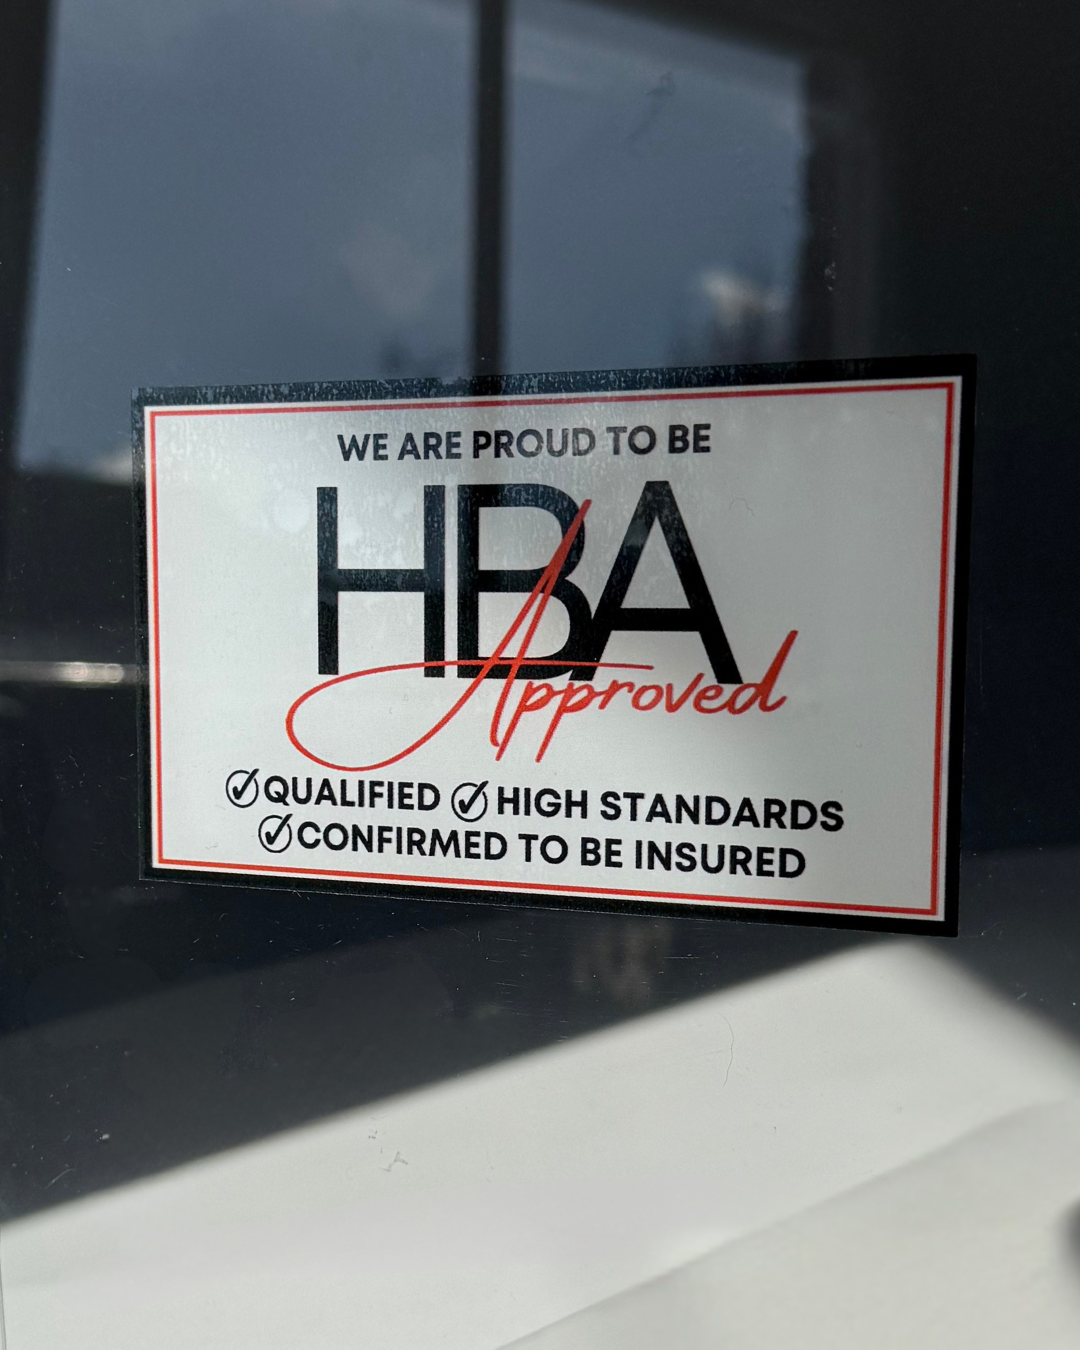 WE ARE PROUD TO BE
HBA
Approved
QUALIFIED HIGH STANDARDS
CONFIRMED TO BE INSURED